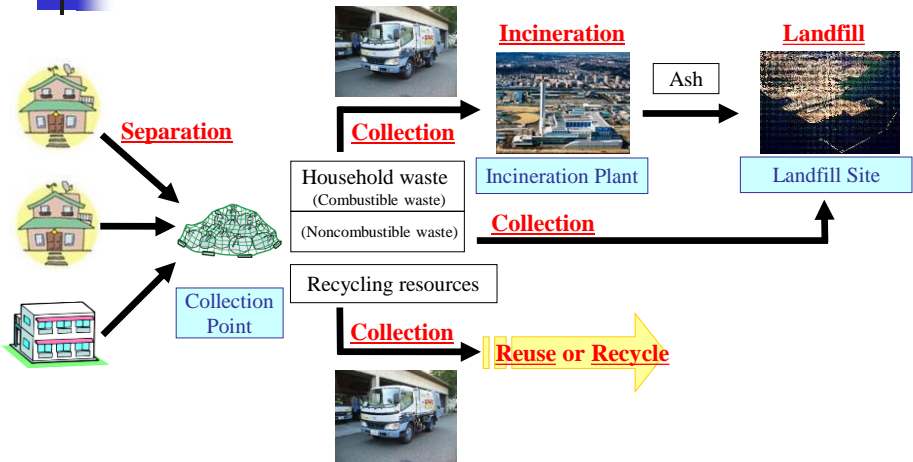 Incineration
Landfill
Ash
Separation
Collection
Household waste
(Combustible waste)
(Noncombustible waste)
Incineration Plant
Landfill Site
Collection
Recycling resources
Collection
Point
Collection
Reuse or Recycle